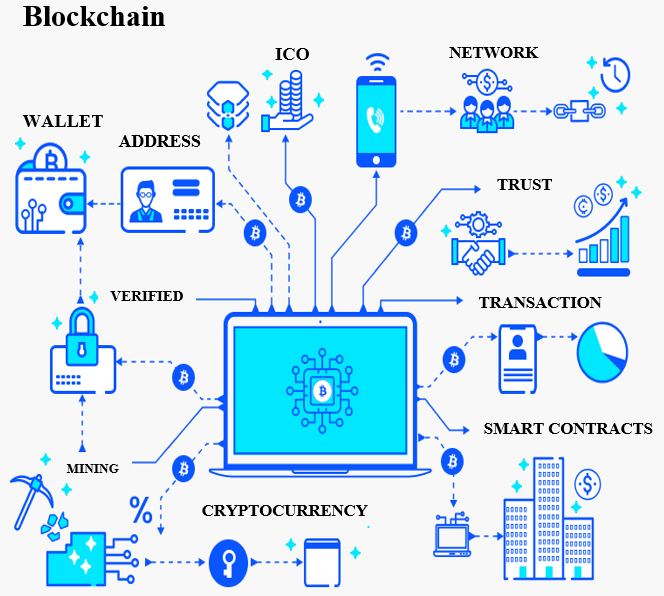 Blockchain
ICO
NETWORK
WALLET
ADDRESS
TRUST
VERIFIED
TRANSACTION
SMART CONTRACTS
MINING
%
CRYPTOCURRENCY